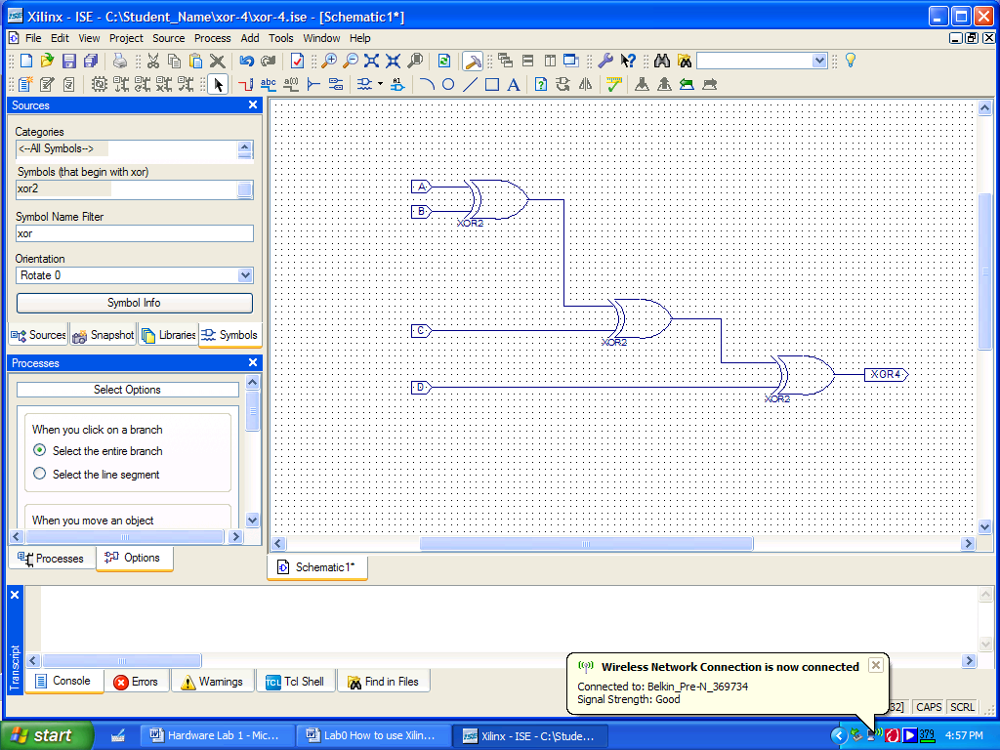 Xilinx - ISE - C:\Student_Name\xor-4\xor-4.ise - [Schematic1*]
File Edit View Project Source Process Add Tools Window Help
Sources
Categories
<--All Symbols-->
Symbols (that begin with xor)
xor2
Symbol Name Filter
xor
Orientation
Rotate 0
Symbol Info
Sources Snapshot Libraries Symbols
Processes
Select Options
When you click on a branch
Select the entire branch
Select the line segment
When you move an object
Processes Options
A
B
XOR2
C
XOR2
D
XOR2
XOR4
Schematic1*
Transcript
Console Errors Warnings Tcl Shell Find in Files
Wireless Network Connection is now connected
Connected to: Belkin_Pre-N_369734
Signal Strength: Good
32] CAPS SCRL
start Hardware Lab 1 - Mic... Lab0 How to use Xilin... Xilinx - ISE - C:\Stude... 379 4:57 PM